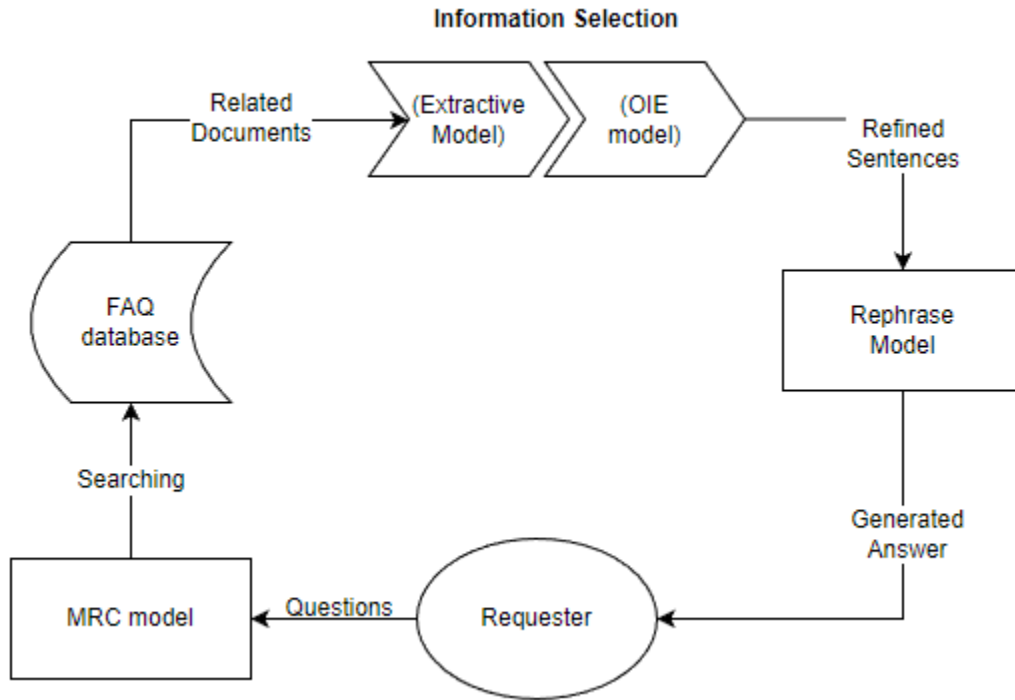 Information Selection
Related
Documents
(Extractive
Model)
(OIE
model)
Refined
Sentences
FAQ
database
Rephrase
Model
Searching
Generated
Answer
MRC model
Questions
Requester